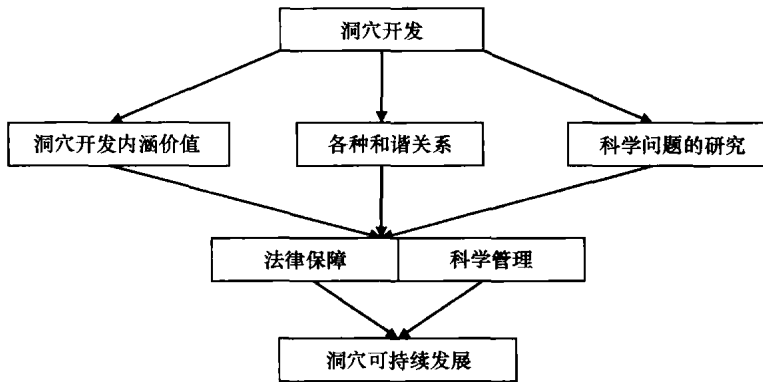 洞穴开发
洞穴开发内涵价值
各种和谐关系
科学问题的研究
法律保障
科学管理
洞穴可持续发展